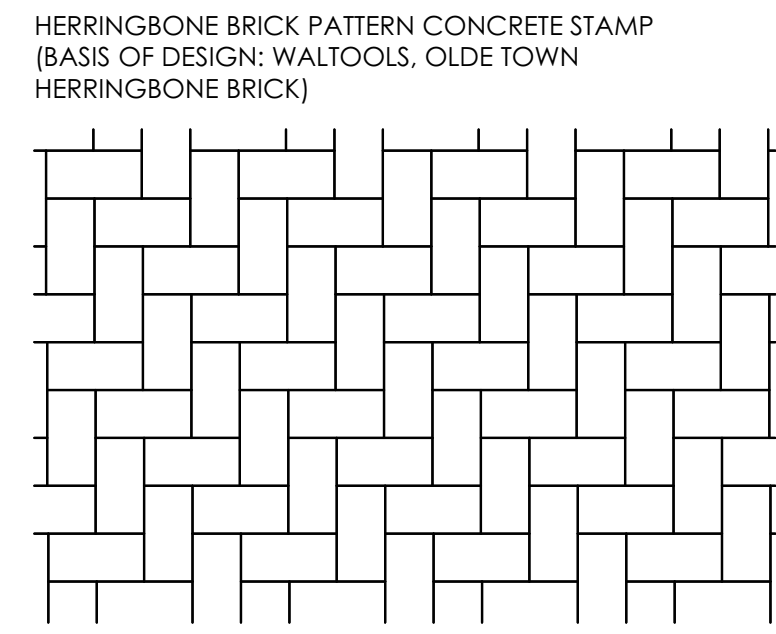 HERRINGBONE BRICK PATTERN CONCRETE STAMP
(BASIS OF DESIGN: WALTOOLS, OLDE TOWN
HERRINGBONE BRICK)